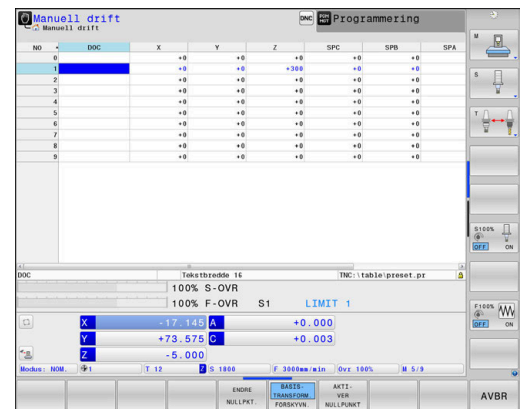 Manuell drift DNC Programmering
Manuell drift
NO DOC X Y Z SPC SPB SPA
0 +0 +0 +0 +0 +0
1 +0 +0 +300 +0 +0
2 +0 +0 +0 +0 +0
3 +0 +0 +0 +0 +0
4 +0 +0 +0 +0 +0
5 +0 +0 +0 +0 +0
6 +0 +0 +0 +0 +0
7 +0 +0 +0 +0 +0
8 +0 +0 +0 +0 +0
9 +0 +0 +0 +0 +0
DOC Tekstbredde 16 TNC:\table\preset.pr
100% S-OVR
100% F-OVR S1 LIMIT 1
X -17.145 A +0.000
Y +73.575 C +0.003
Z -5.000
Modus: NOM. 1 T 12 Z S 1800 F 3000mm/min Ovr 100% M 5/9
ENDRE
NULLPKT.
BASIS-
TRANSFORM.
FORSKYVN.
AKTI-
VER
NULLPUNKT
AVBR
M
S
T
S100%
OFF ON
F100%
OFF ON